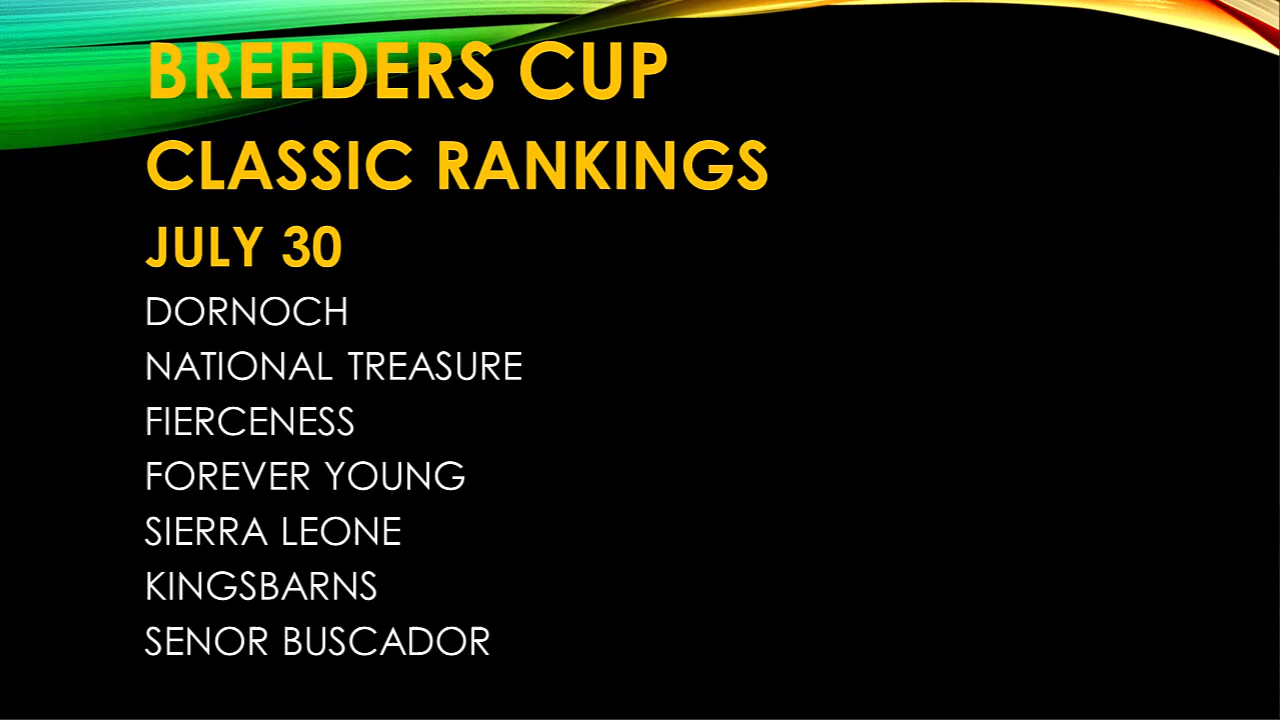 BREEDERS CUP
CLASSIC RANKINGS
JULY 30
DORNOCH
NATIONAL TREASURE
FIERCENESS
FOREVER YOUNG
SIERRA LEONE
KINGSBARNS
SENOR BUSCADOR